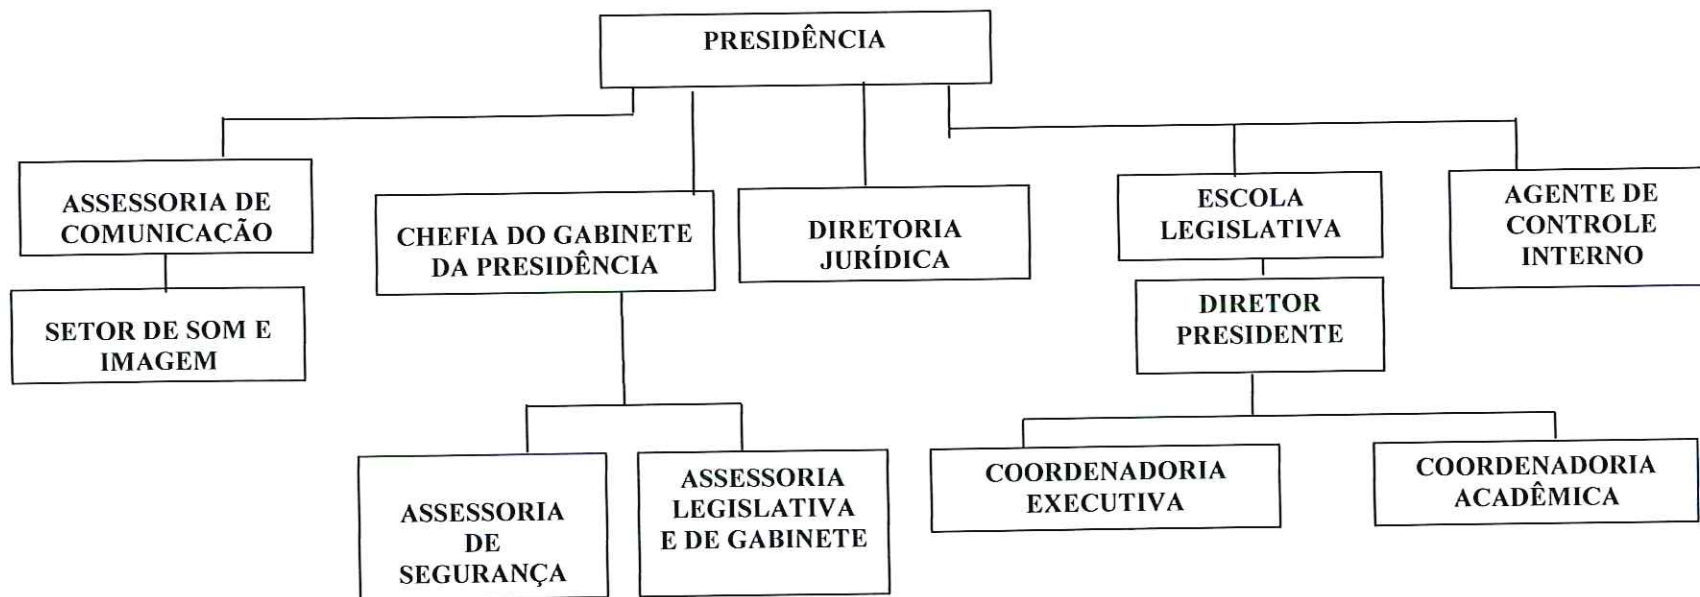 PRESIDÊNCIA
ASSESSORIA DE
COMUNICAÇÃO
CHEFIA DO GABINETE
DA PRESIDÊNCIA
DIRETORIA
JURÍDICA
ESCOLA
LEGISLATIVA
AGENTE DE
CONTROLE
INTERNO
SETOR DE SOM E
IMAGEM
DIRETOR
PRESIDENTE
ASSESSORIA
DE
SEGURANÇA
ASSESSORIA
LEGISLATIVA
E DE GABINETE
COORDENADORIA
EXECUTIVA
COORDENADORIA
ACADÊMICA